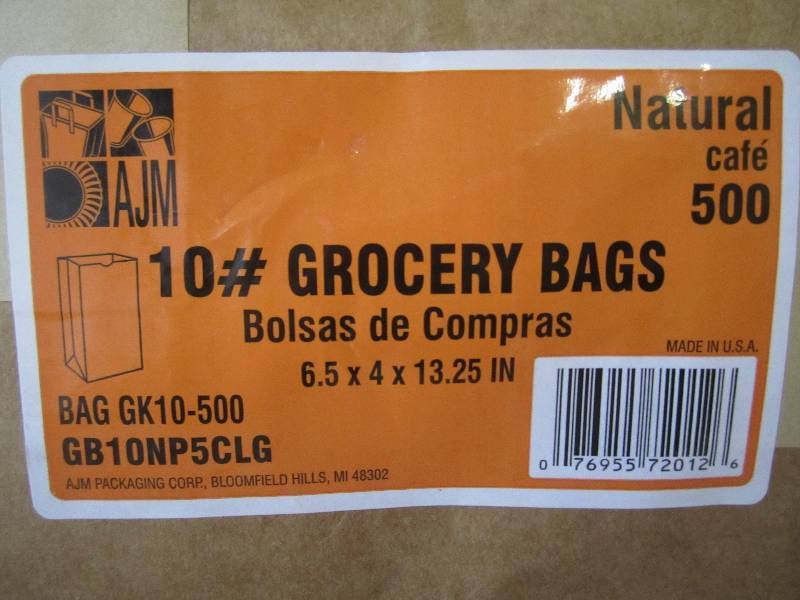 Natural
café
500
AJM
10# GROCERY BAGS
Bolsas de Compras
6.5 x 4 x 13.25 IN
MADE IN U.S.A.
BAG GK10-500
GB10NP5CLG
AJM PACKAGING CORP., BLOOMFIELD HILLS, MI 48302
0 76955 72012 6